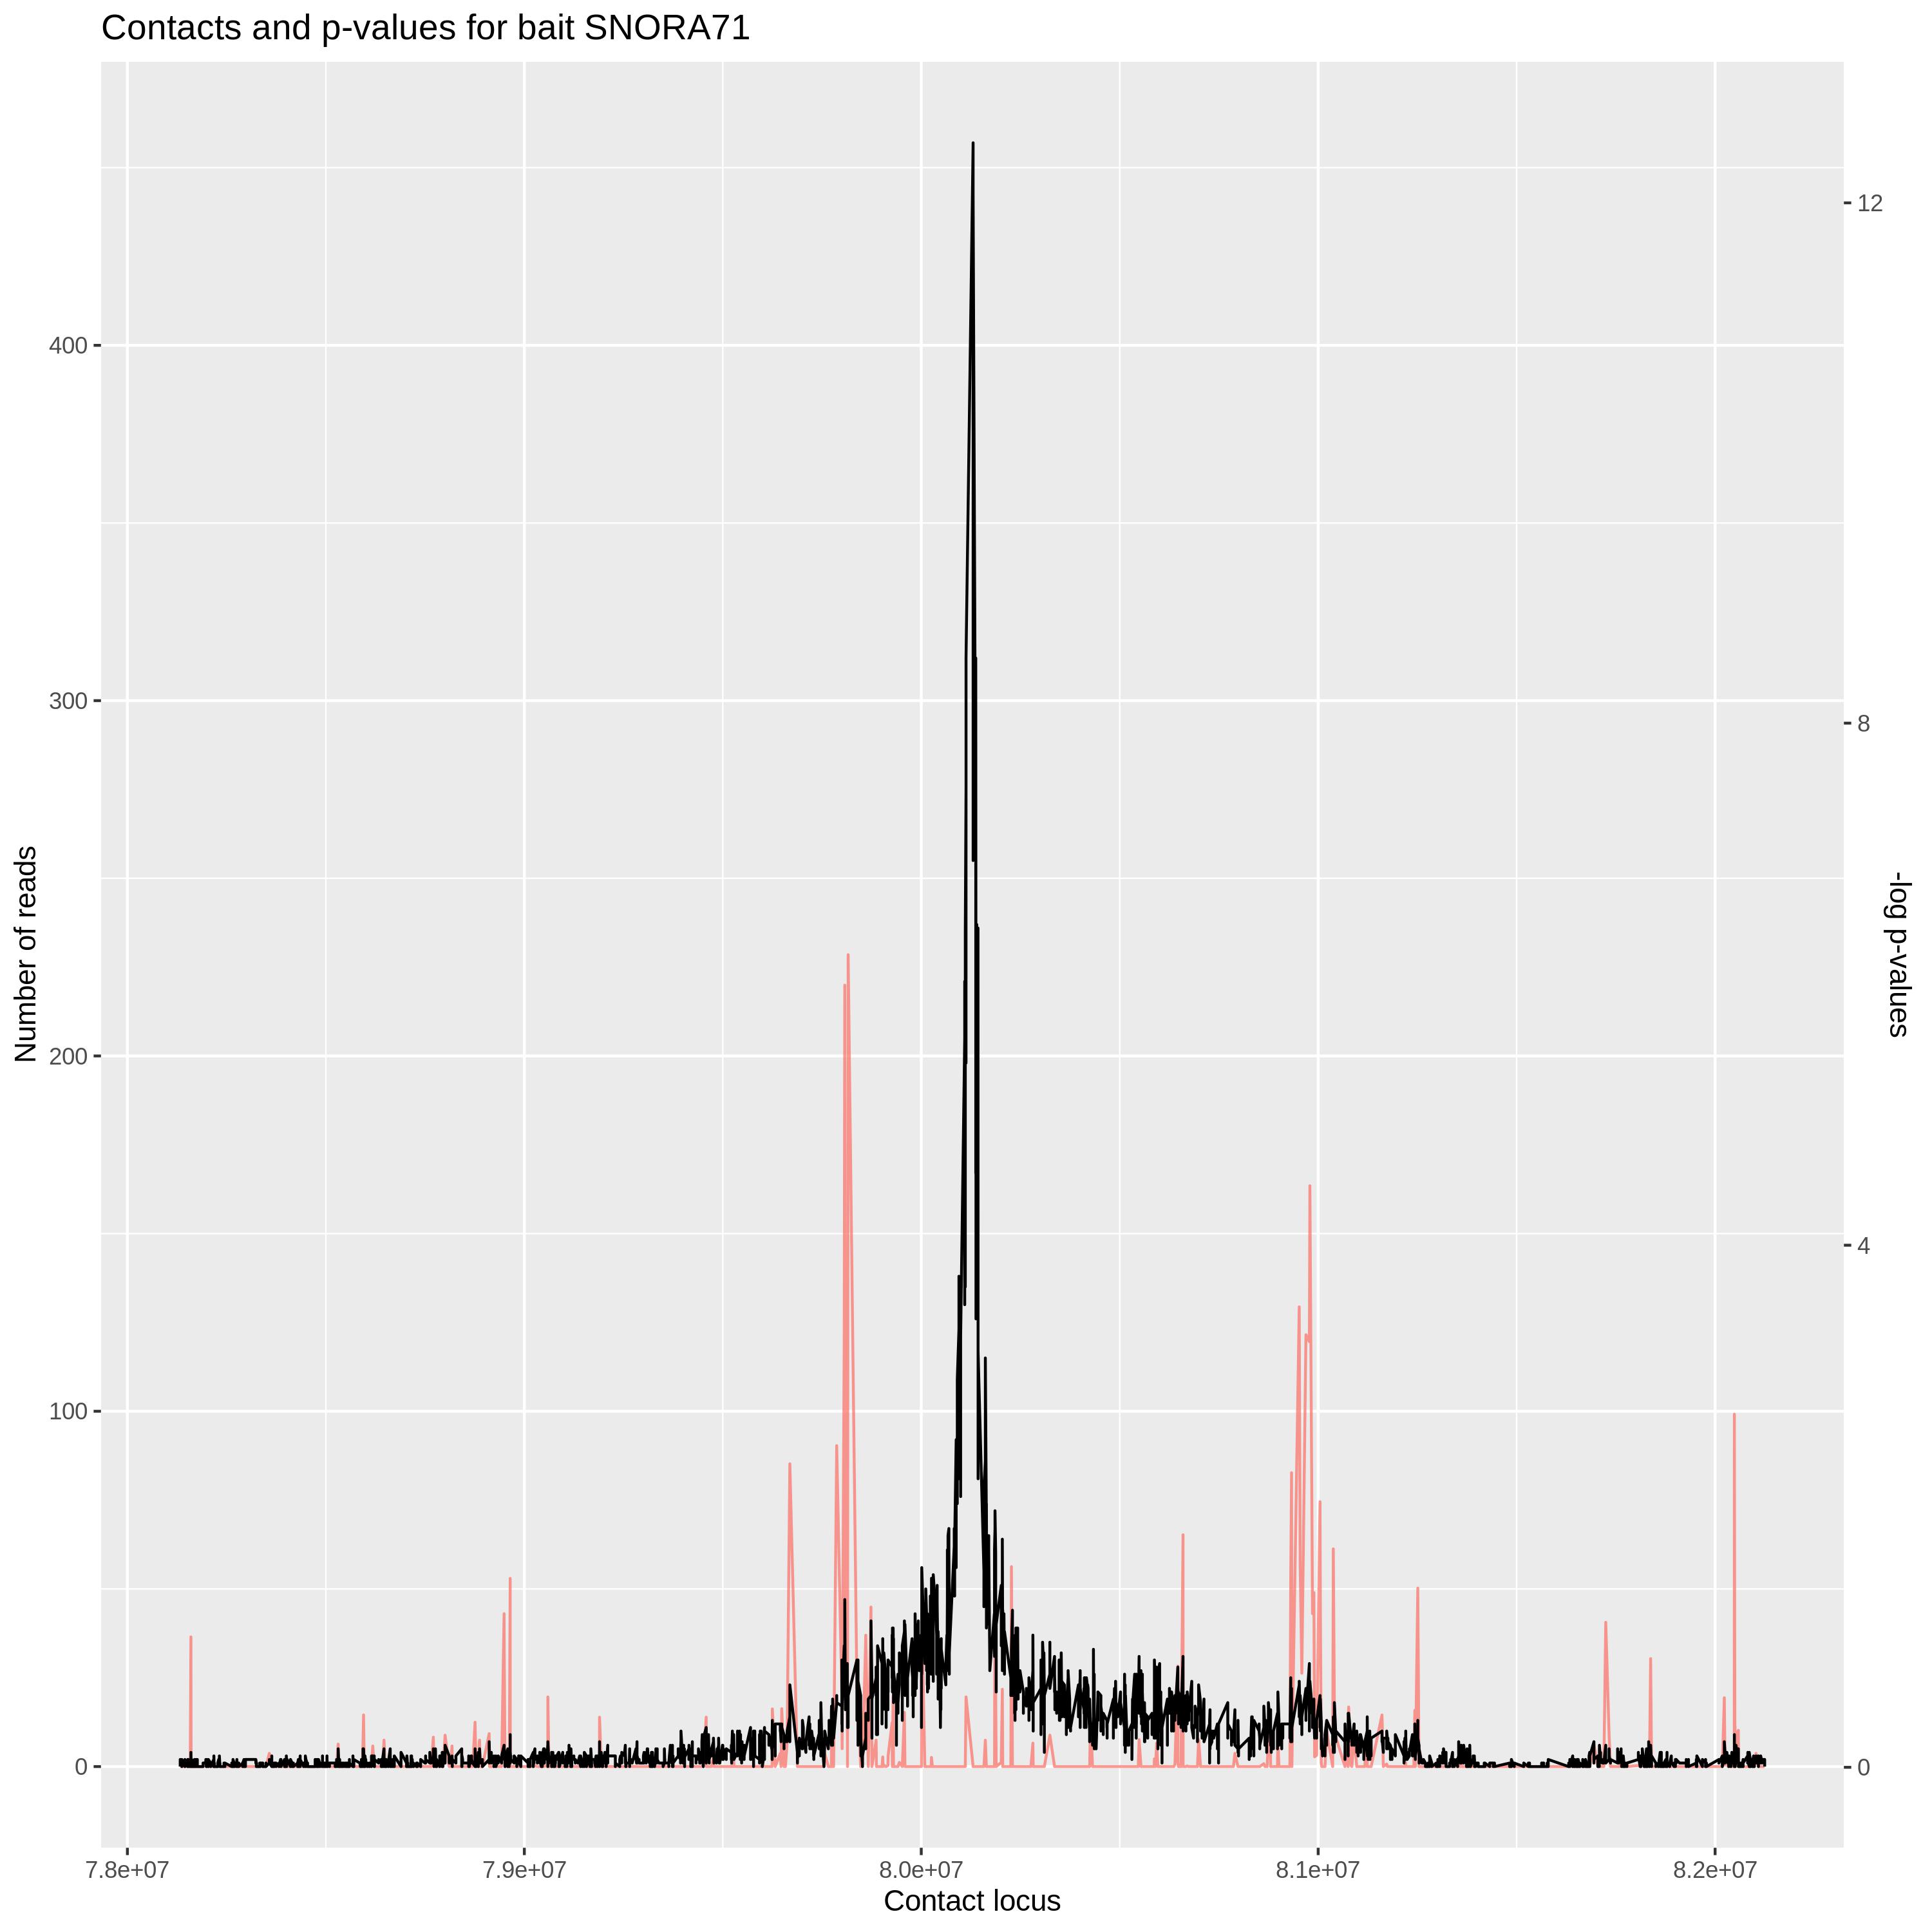 Contacts and p-values for bait SNORA71
Number of reads
400
300
200
100
0
12
8
4
0
-log p-values
7.8e+07 7.9e+07 8.0e+07 8.1e+07 8.2e+07
Contact locus